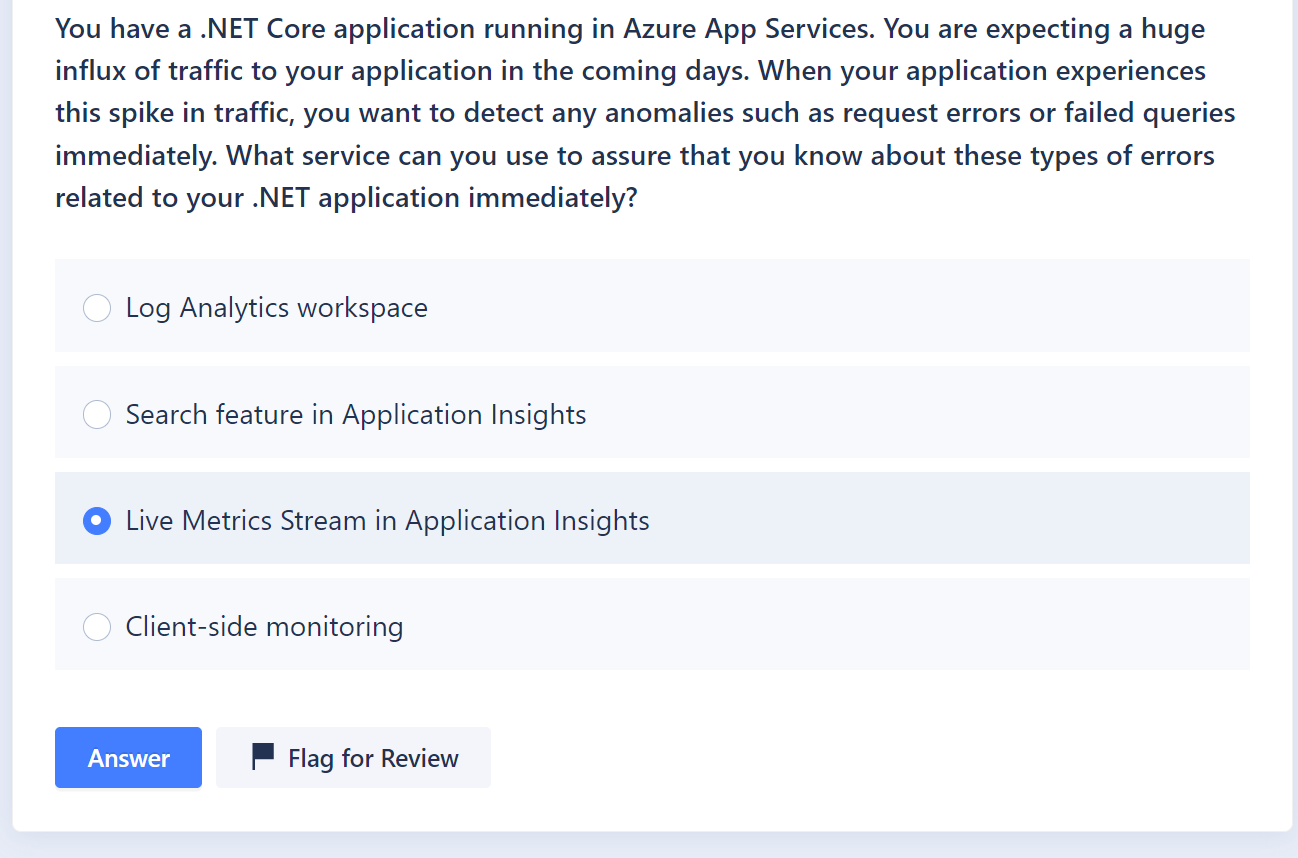 You have a .NET Core application running in Azure App Services. You are expecting a huge
influx of traffic to your application in the coming days. When your application experiences
this spike in traffic, you want to detect any anomalies such as request errors or failed queries
immediately. What service can you use to assure that you know about these types of errors
related to your .NET application immediately?
Log Analytics workspace
Search feature in Application Insights
Live Metrics Stream in Application Insights
Client-side monitoring
Answer
Flag for Review